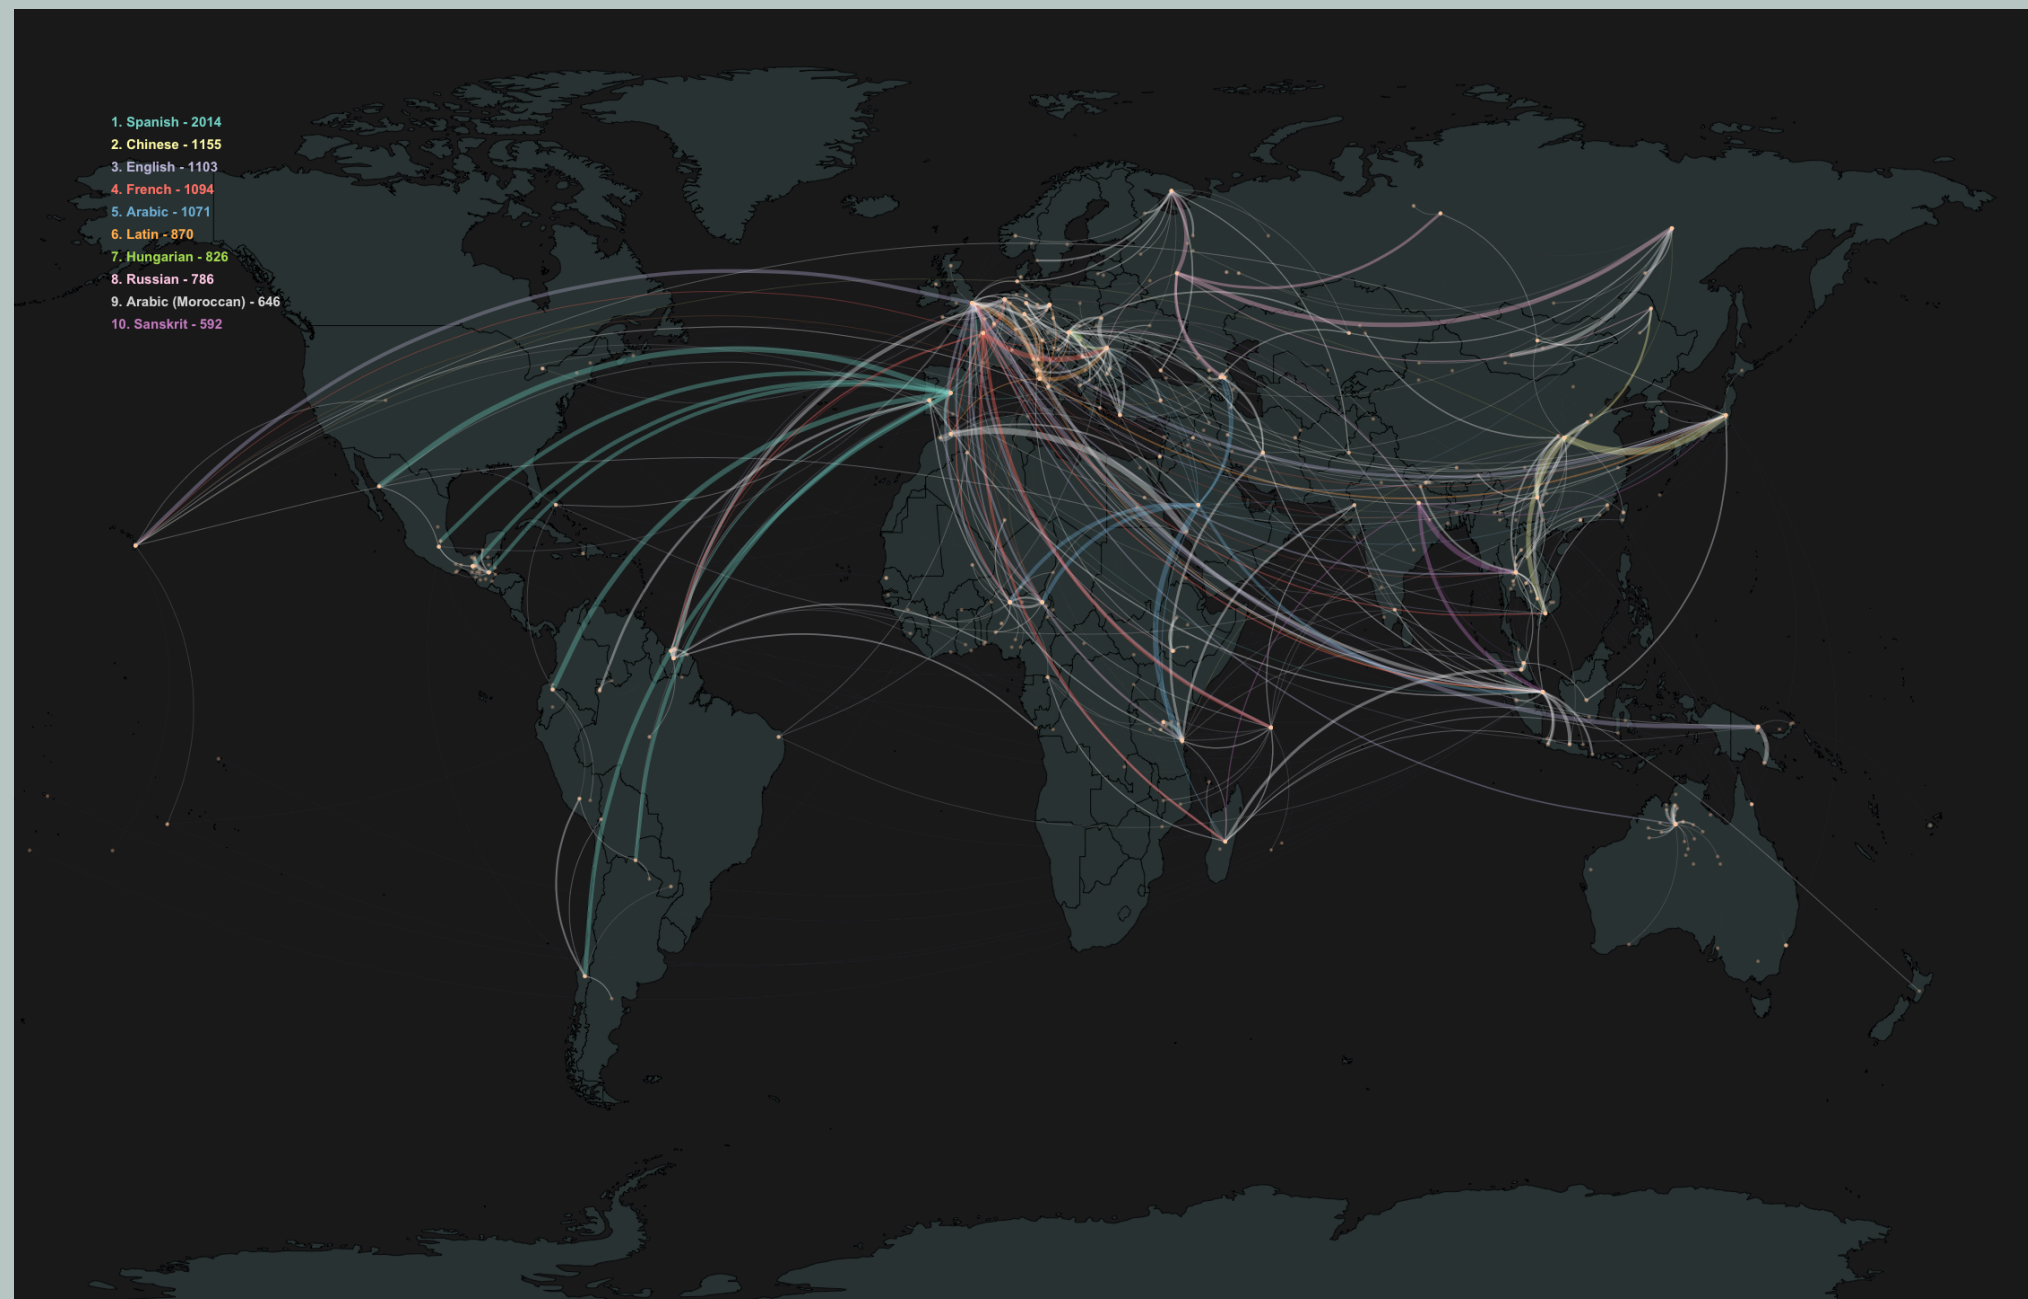 1. Spanish - 2014
2. Chinese - 1155
3. English - 1103
4. French - 1094
5. Arabic - 1071
6. Latin - 870
7. Hungarian - 826
8. Russian - 786
9. Arabic (Moroccan) - 646
10. Sanskrit - 592